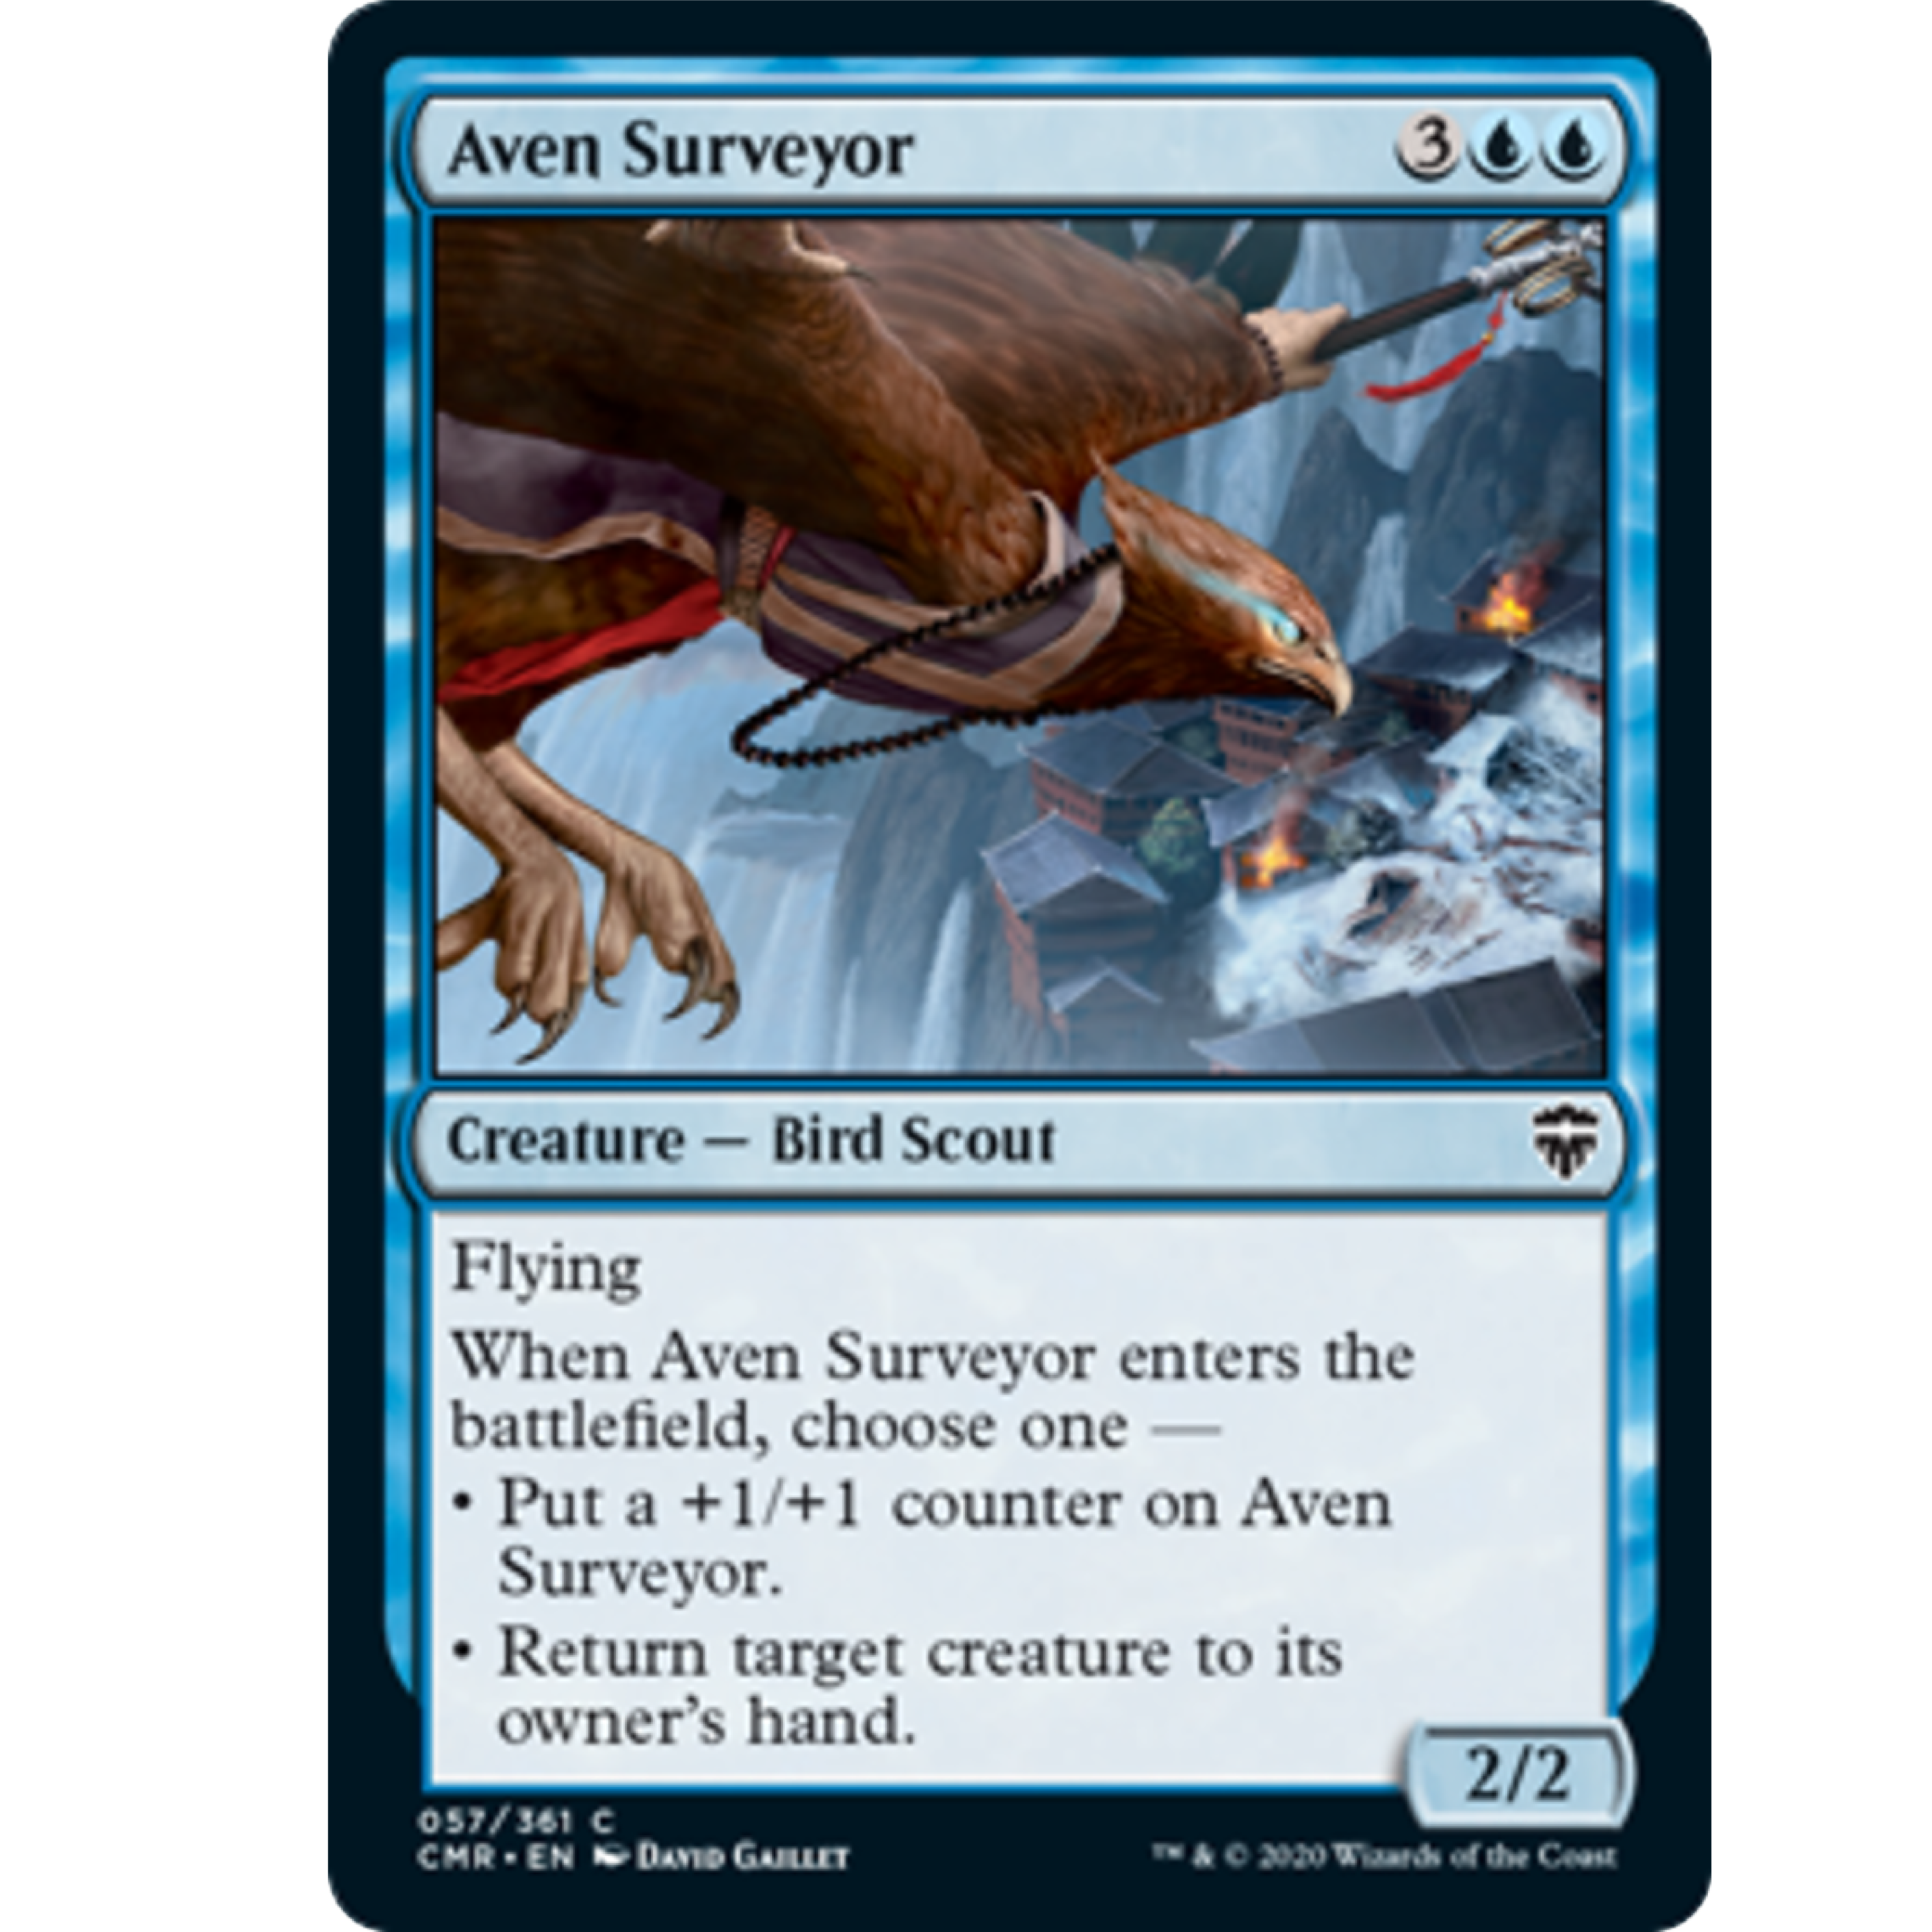 Aven Surveyor 3
Creature — Bird Scout
Flying
When Aven Surveyor enters the
battlefield, choose one —
• Put a +1/+1 counter on Aven
Surveyor.
• Return target creature to its
owner's hand.
2/2
057/361 C
CMR • EN David Gaillet
™ & © 2020 Wizards of the Coast